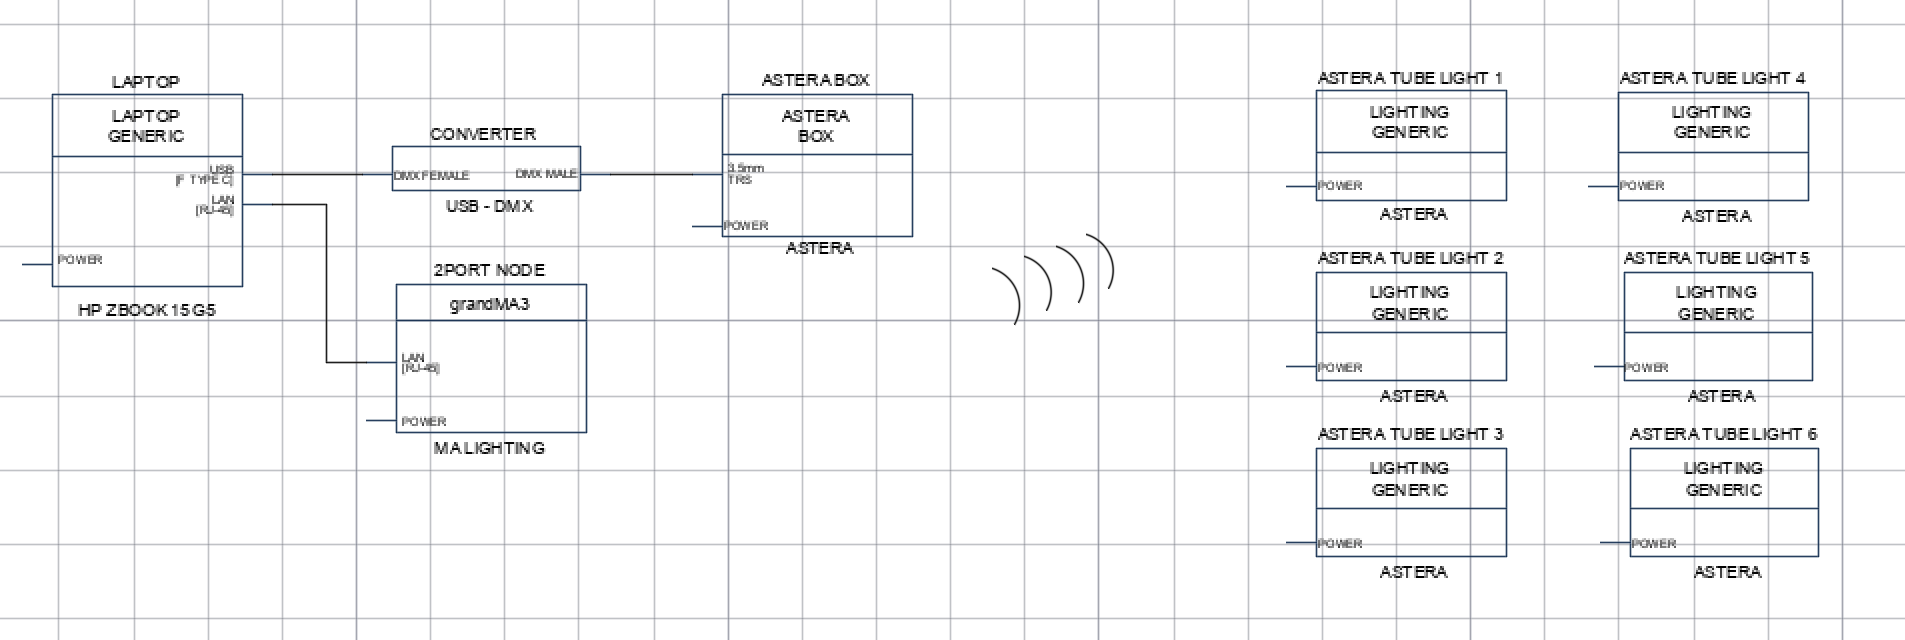 LAPTOP
LAPTOP
GENERIC
USB
[F TYPE C]
LAN
[RJ-45]
POWER
HP ZBOOK 15 G5
CONVERTER
DMX FEMALE
DMX MALE
USB - DMX
2PORT NODE
grandMA3
LAN
[RJ-45]
POWER
MA LIGHTING
ASTERA BOX
ASTERA
BOX
3.5mm
TRS
POWER
ASTERA
ASTERA TUBE LIGHT 1
LIGHTING
GENERIC
POWER
ASTERA
ASTERA TUBE LIGHT 2
LIGHTING
GENERIC
POWER
ASTERA
ASTERA TUBE LIGHT 3
LIGHTING
GENERIC
POWER
ASTERA
ASTERA TUBE LIGHT 4
LIGHTING
GENERIC
POWER
ASTERA
ASTERA TUBE LIGHT 5
LIGHTING
GENERIC
POWER
ASTERA
ASTERA TUBE LIGHT 6
LIGHTING
GENERIC
POWER
ASTERA